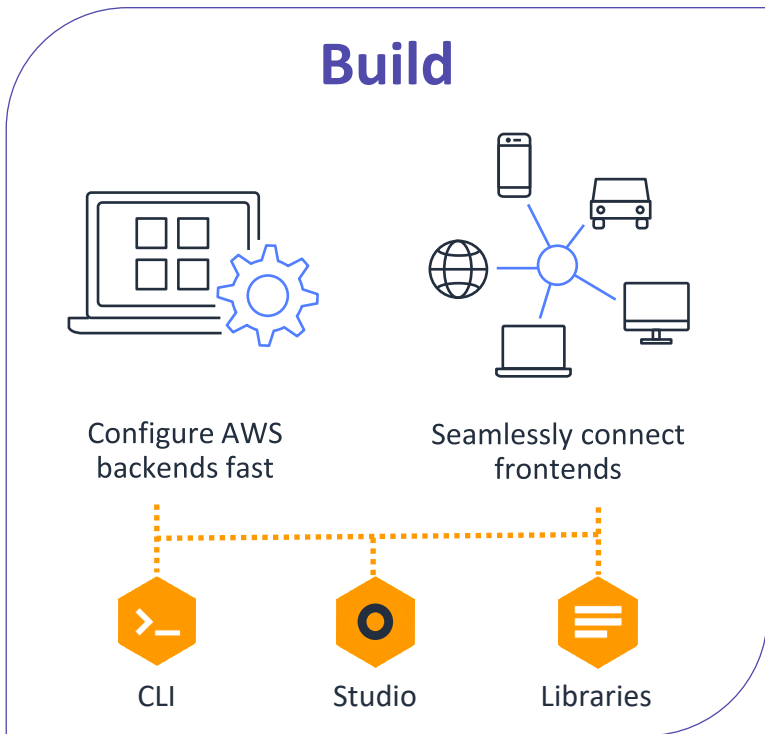 Build
Configure AWS
backends fast
Seamlessly connect
frontends
CLI
Studio
Libraries